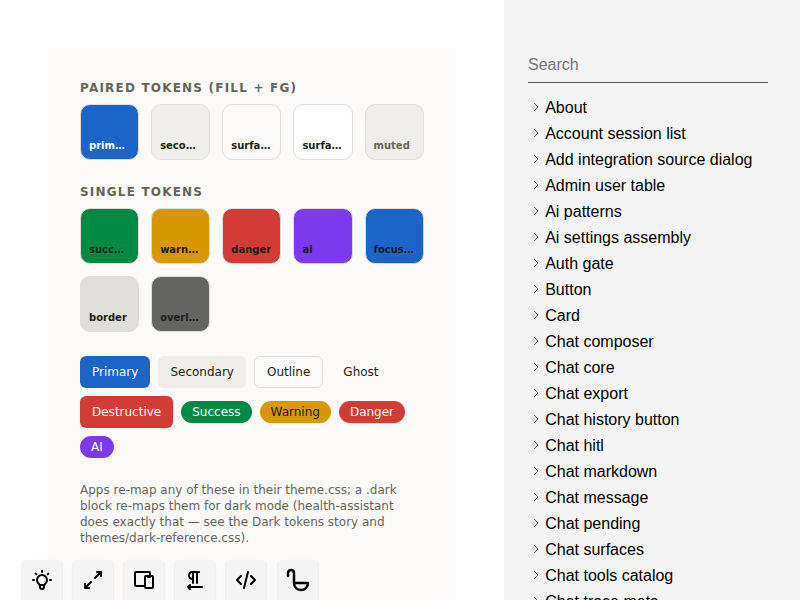 PAIRED TOKENS (FILL + FG)
prim... seco... surfa... surfa... muted
SINGLE TOKENS
succ... warn... danger ai focus...
border overl...
Primary Secondary Outline Ghost
Destructive Success Warning Danger
AI
Apps re-map any of these in their theme.css; a .dark
block re-maps them for dark mode (health-assistant
does exactly that — see the Dark tokens story and
themes/dark-reference.css).
Search
About
Account session list
Add integration source dialog
Admin user table
Ai patterns
Ai settings assembly
Auth gate
Button
Card
Chat composer
Chat core
Chat export
Chat history button
Chat hitl
Chat markdown
Chat message
Chat pending
Chat surfaces
Chat tools catalog